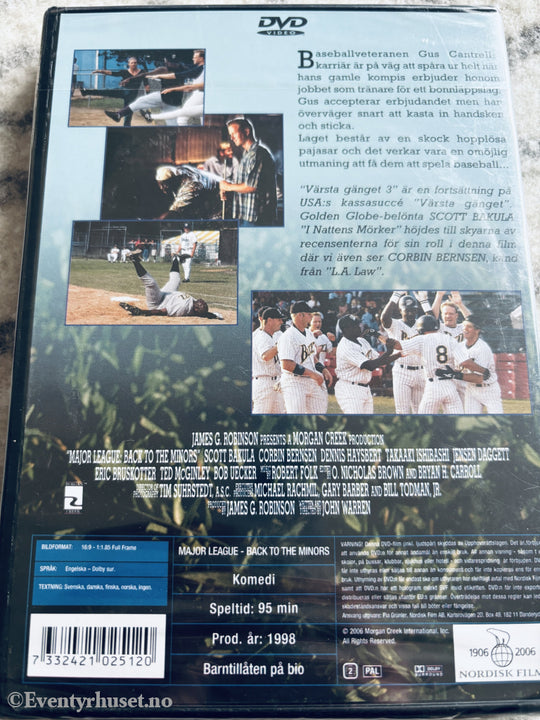 DVD
VIDEO
Baseballveteranen Gus Cantrell
karriär är på väg att spåra ur helt när
hans gamle kompis erbjuder honom
jobbet som tränare för ett bonnlappslag.
Gus accepterar erbjudandet men har
överväger snart att kasta in handsken
och sticka.
Laget består av en skock hopplösa
pajasar och det verkar vara en omöjlig
utmaning att få dem att spela baseball...
"Värsta gänget 3" är en fortsättning på
USA:s kassasuccé "Värsta gänget".
Golden Globe-belönta SCOTT BAKULA
"I Nattens Mörker" höjdes till skyarna av
recensenterna för sin roll i denna film
där vi även ser CORBIN BERNSEN, känd
från "L.A. Law".
8
JAMES G. ROBINSON PRESENTS A MORGAN CREEK PRODUCTION
"MAJOR LEAGUE: BACK TO THE MINORS" SCOTT BAKULA CORBIN BERNSEN DENNIS HAYSBERT TAKAAKI ISHIBASHI JENSEN DAGGETT
ERIC BRUSKOTTER TED McGINLEY BOB UECKER ROBERT FOLK O. NICHOLAS BROWN AND BRYAN H. CARROLL
TIM SUHRSTEDT, A.S.C. MICHAEL RACHMIL, GARY BARBER AND BILL TODMAN, JR.
JAMES G. ROBINSON JOHN WARREN
R
BILDFORMAT: 16:9 - 1:1.85 Full Frame
SPRÅK: Engelska – Dolby sur.
TEXTNING: Svenska, danska, finska, norska, ingen.
7 332421 025120
MAJOR LEAGUE - BACK TO THE MINORS
Komedi
Speltid: 95 min
Prod. år: 1998
Barntillåten på bio
© 2006 Morgan Creek International, Inc.
2 PAL DOLBY SURROUND
1906 2006
NORDISK FILM
© Eventyrhuset.no